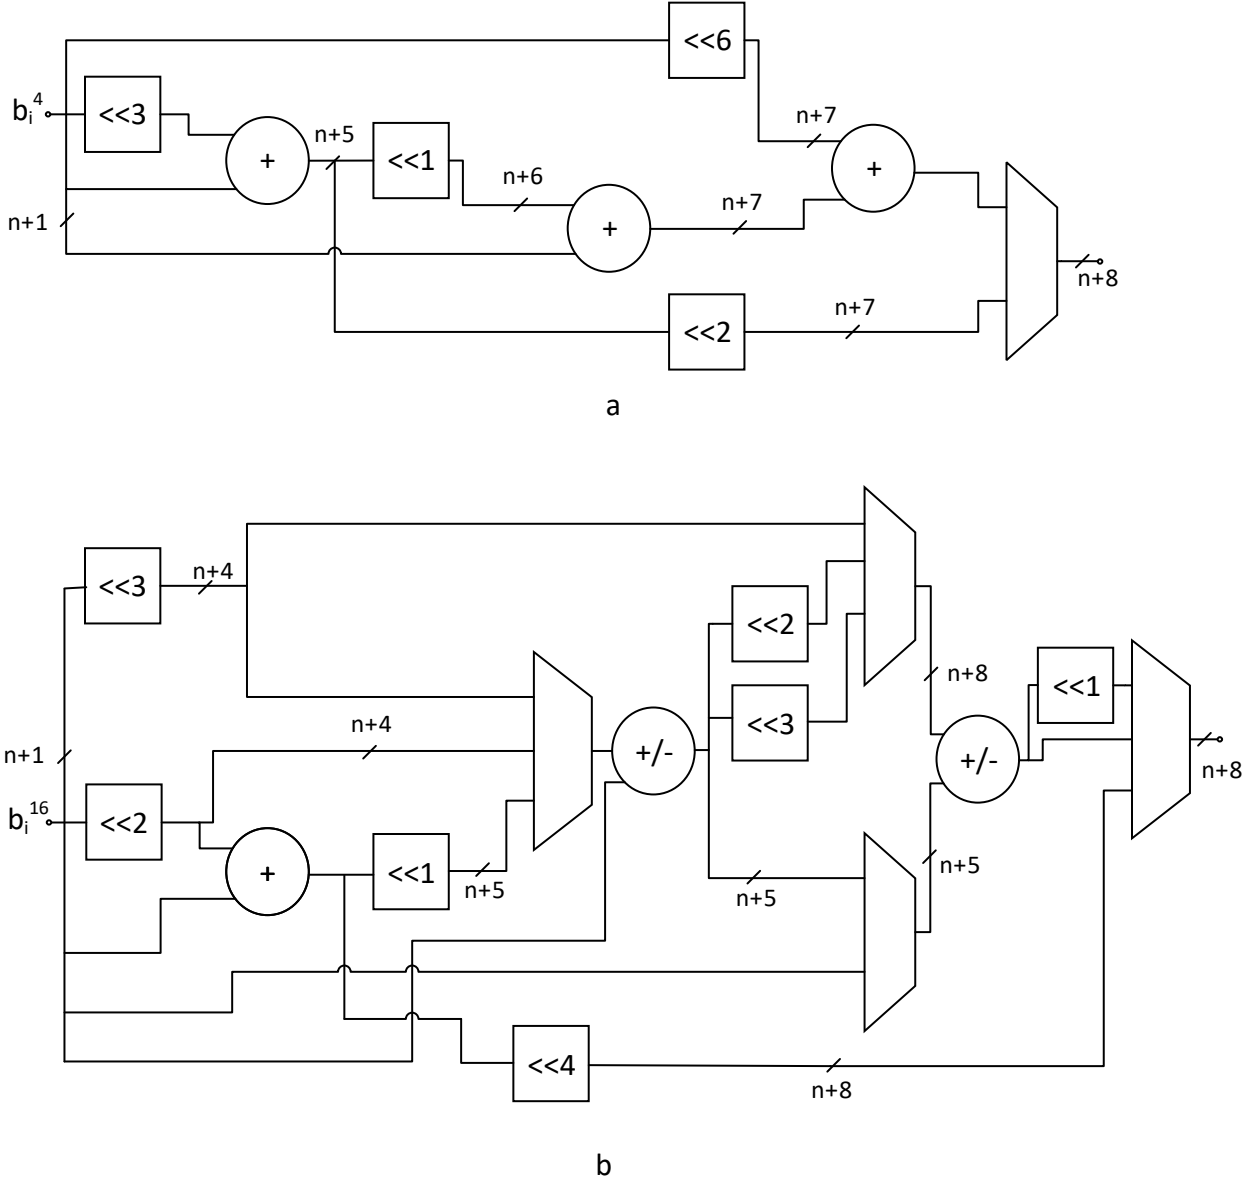 <<6
b_i^4
<<3
+
n+5
<<1
n+6
n+7
+
n+7
+
n+1
n+8
<<2
n+7
a
<<3
n+4
<<2
<<3
n+8
<<1
n+4
n+1
+/-
+/-
n+8
b_i^16
<<2
+
<<1
n+5
n+5
n+5
<<4
n+8
b